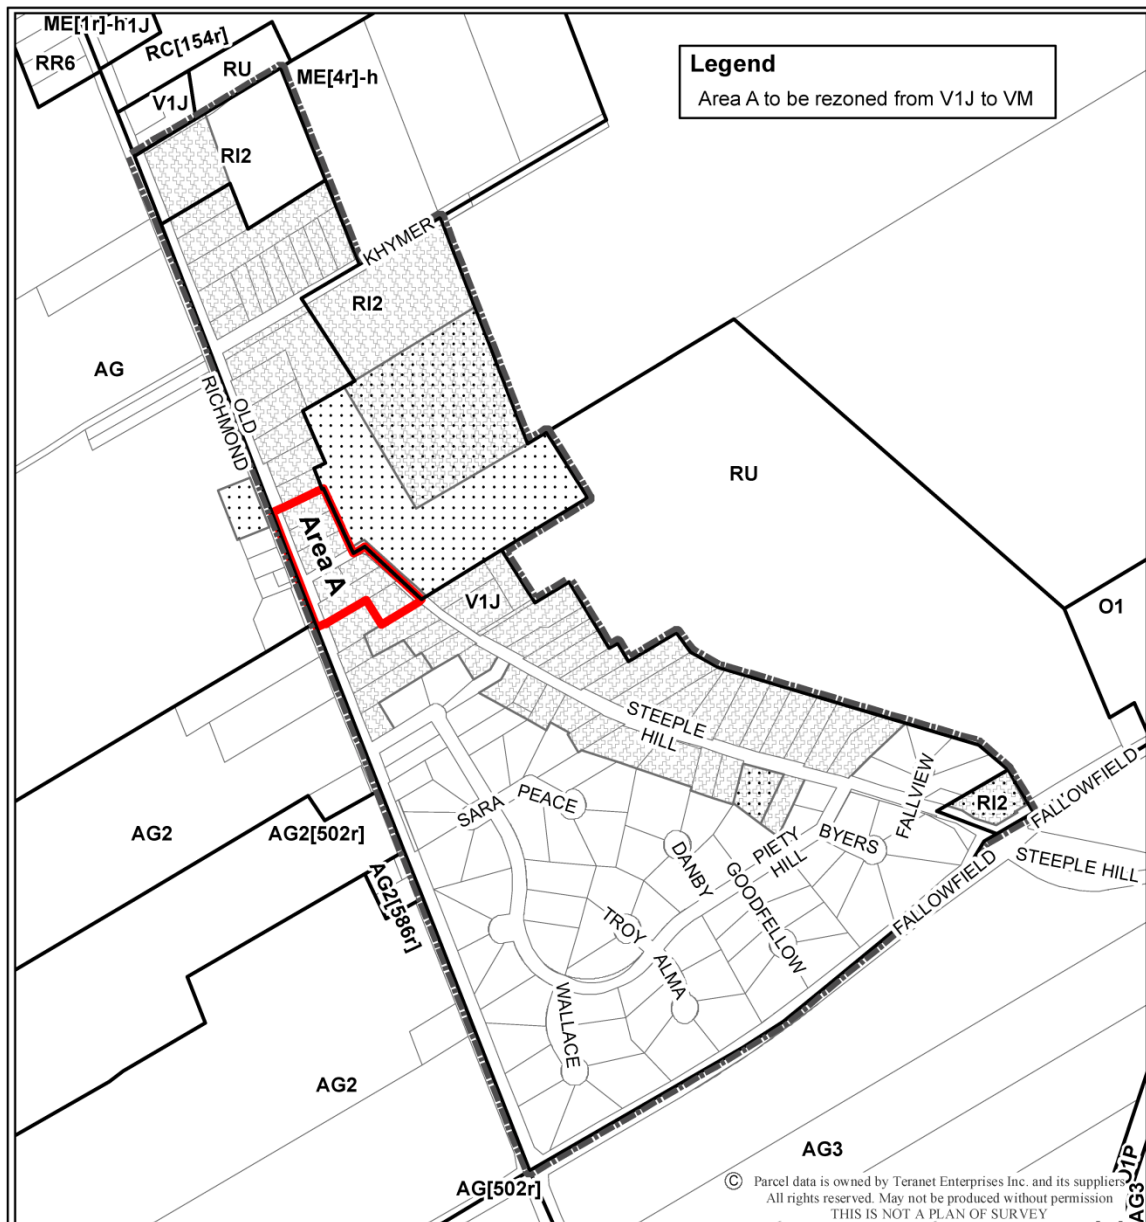 ME[1r]-h
1J
RC[154r]
RR6
RU
ME[4r]-h
V1J
RI2
Legend
Area A to be rezoned from V1J to VM
KHYMER
RI2
AG
OLD
RICHMOND
RU
Area A
V1J
O1
STEEPLE
HILL
FALLVIEW
RI2
FALLOWFIELD
SARA
PEACE
AG2
AG2[502r]
PIETY
HILL
BYERS
DANBY
GOODFELLOW
STEEPLE HILL
AG2[586r]
FALLOWFIELD
TROY
ALMA
WALLACE
AG2
AG3
AG[502r]
O1P
AG3
© Parcel data is owned by Teranet Enterprises Inc. and its suppliers
All rights reserved. May not be produced without permission
THIS IS NOT A PLAN OF SURVEY